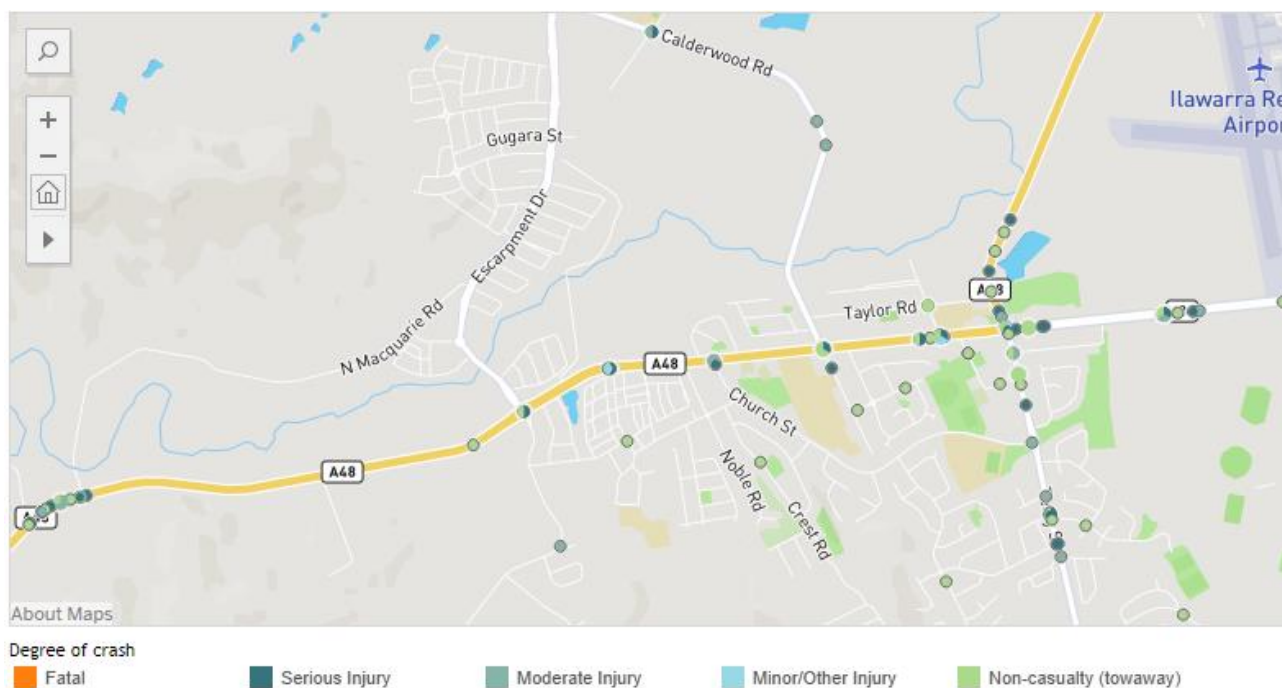 Calderwood Rd
Ilawarra Re
Airpor
Gugara St
Escarpment Dr
N Macquarie Rd
Taylor Rd
A48
Church St
Noble Rd
Crest Rd
A48
About Maps
Degree of crash
Fatal
Serious Injury
Moderate Injury
Minor/Other Injury
Non-casualty (towaway)